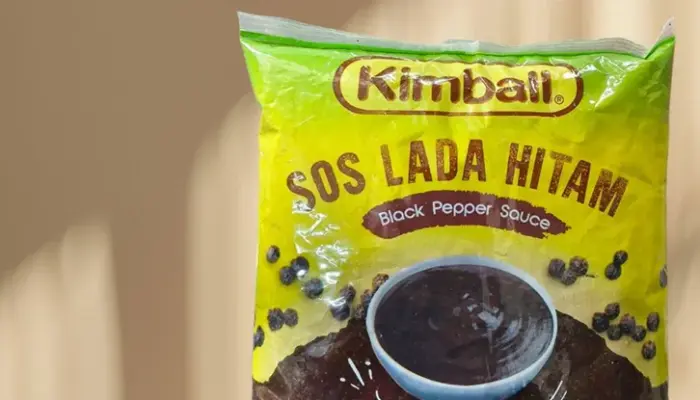 Kimball®
SOS LADA HITAM
Black Pepper Sauce